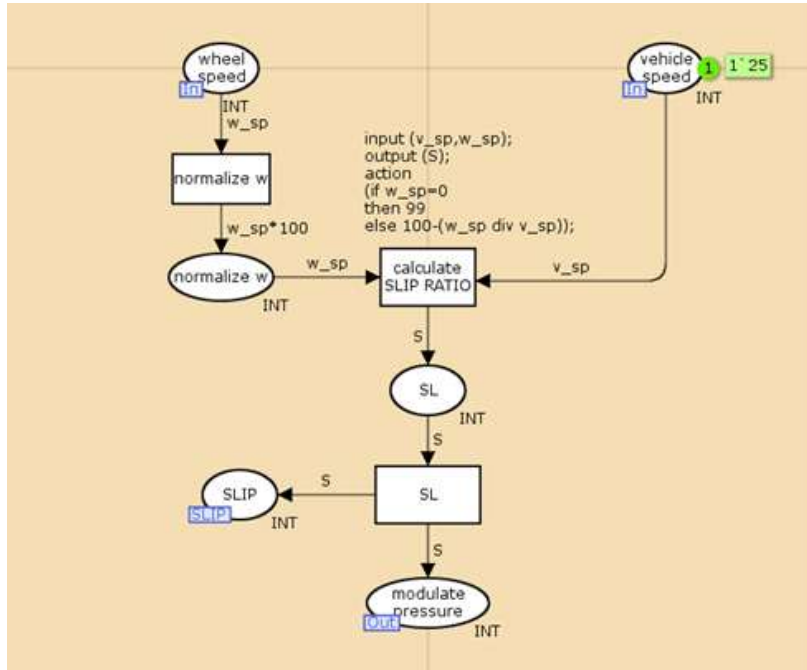 wheel
speed
In
INT
w_sp
vehicle
speed
In
1
1`25
INT
normalize w
w_sp*100
input (v_sp,w_sp);
output (S);
action
(if w_sp=0
then 99
else 100-(w_sp div v_sp));
normalize w
INT
w_sp
calculate
SLIP RATIO
v_sp
S
SL
INT
S
SL
S
SLIP
SLIP
INT
S
modulate
pressure
Out
INT